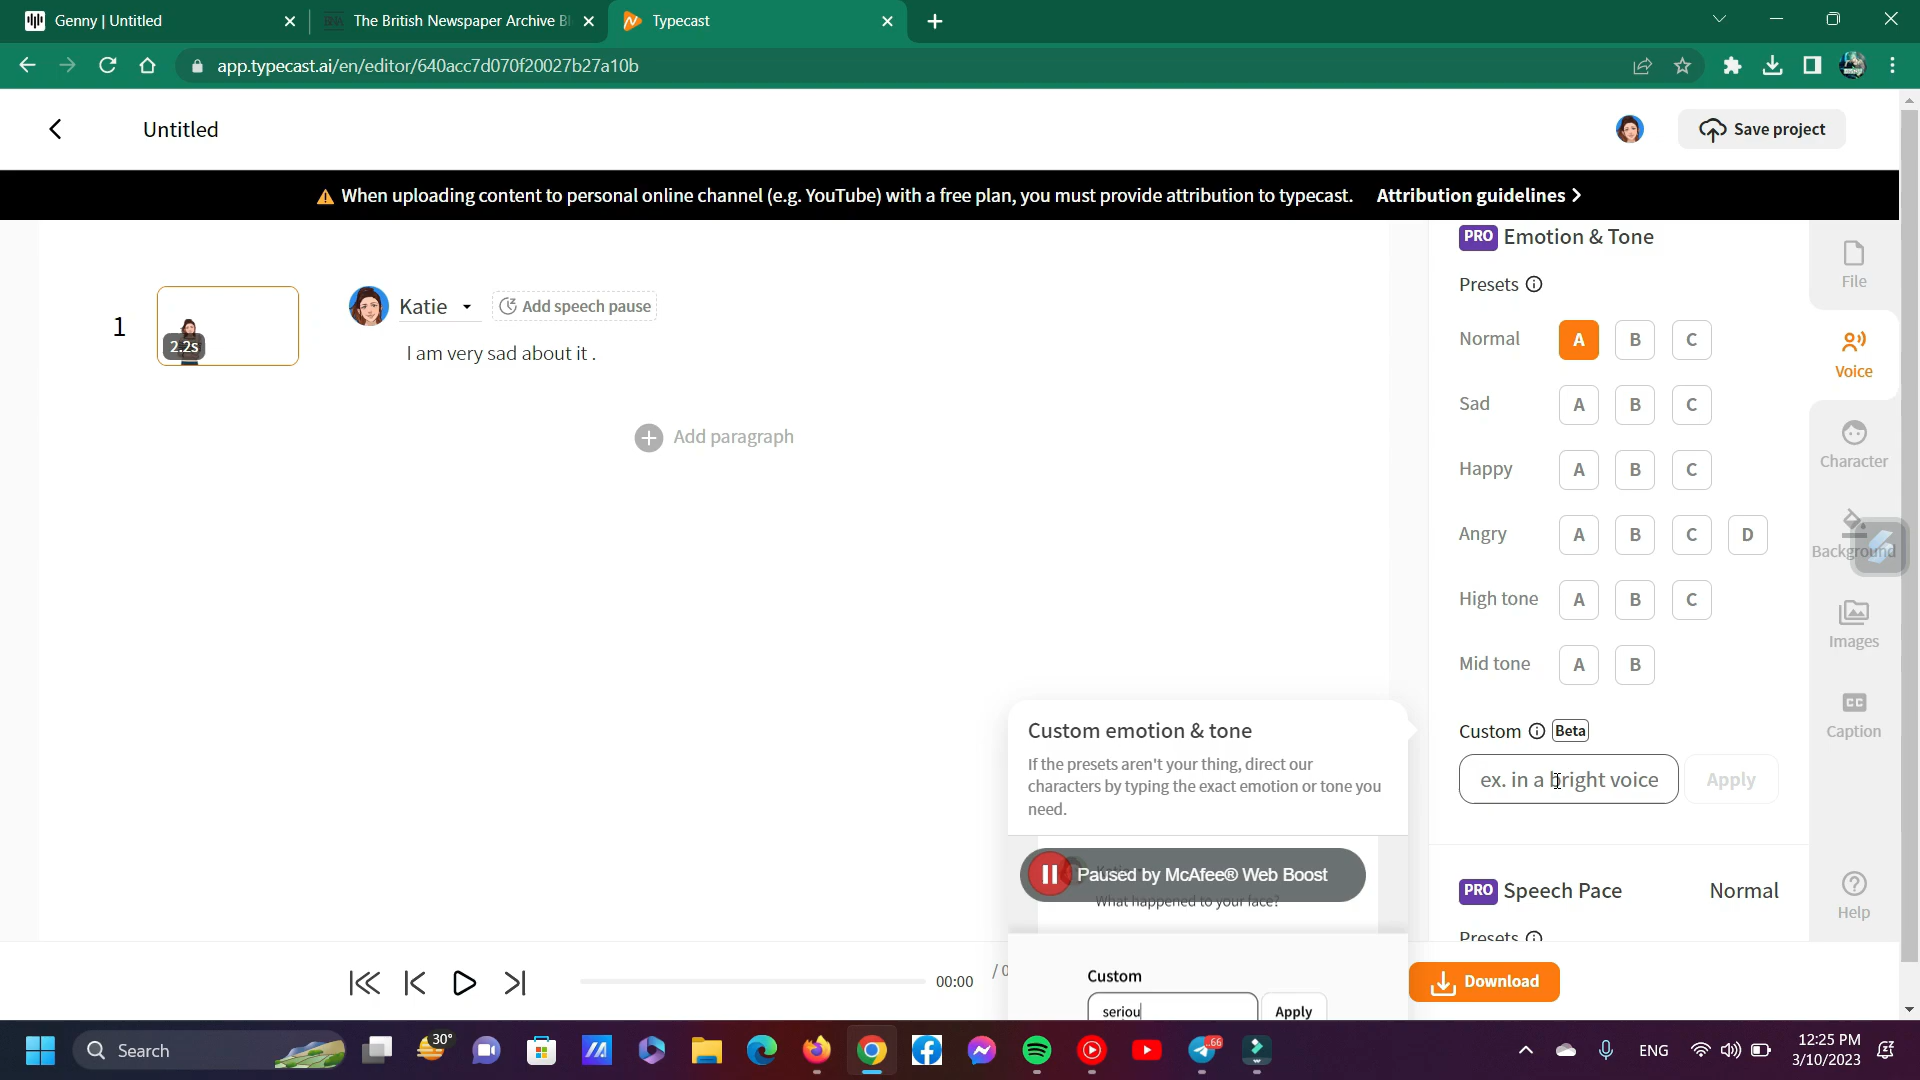 Genny | Untitled
The British Newspaper Archive Bl
Typecast
app.typecast.ai/en/editor/640acc7d070f20027b27a10b
Untitled
Save project
When uploading content to personal online channel (e.g. YouTube) with a free plan, you must provide attribution to typecast. Attribution guidelines
1
2.2s
Katie
Add speech pause
I am very sad about it .
Add paragraph
PRO Emotion & Tone
Presets
Normal A B C
Sad A B C
Happy A B C
Angry A B C D
High tone A B C
Mid tone A B
Custom Beta
ex. in a bright voice Apply
PRO Speech Pace Normal
Presets
File
Voice
Character
Background
Images
CC
Caption
Help
Custom emotion & tone
If the presets aren't your thing, direct our
characters by typing the exact emotion or tone you
need.
Paused by McAfee® Web Boost
What happened to your face?
Custom
seriou Apply
00:00
Download
Search
30°
66
ENG
12:25 PM
3/10/2023